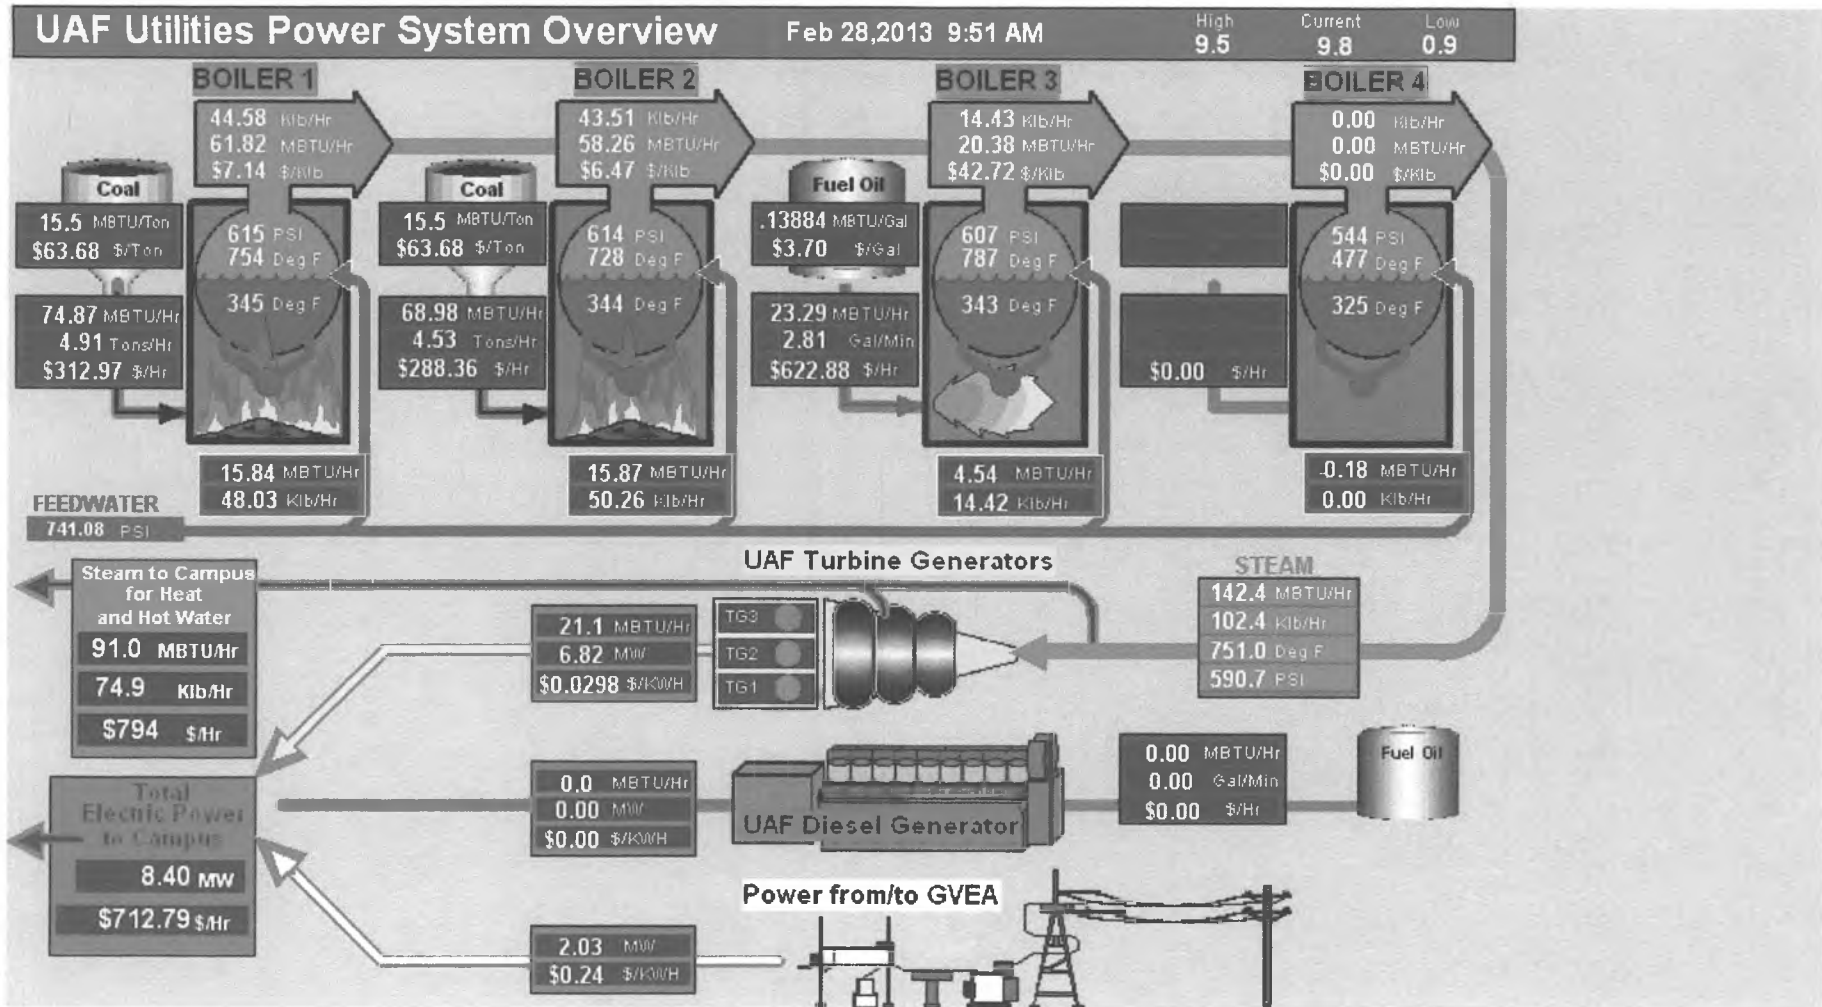 UAF Utilities Power System Overview Feb 28,2013 9:51 AM
High Current Low
9.5 9.8 0.9
BOILER 1 BOILER 2 BOILER 3 BOILER 4
44.58 Klb/Hr
61.82 MBTU/Hr
$7.14 $/Klb
43.51 Klb/Hr
58.26 MBTU/Hr
$6.47 $/Klb
14.43 Klb/Hr
20.38 MBTU/Hr
$42.72 $/Klb
0.00 Klb/Hr
0.00 MBTU/Hr
$0.00 $/Klb
Coal
15.5 MBTU/Ton
$63.68 $/Ton
615 PSI
754 Deg F
345 Deg F
74.87 MBTU/Hr
4.91 Tons/Hr
$312.97 $/Hr
Coal
15.5 MBTU/Ton
$63.68 $/Ton
614 PSI
728 Deg F
344 Deg F
68.98 MBTU/Hr
4.53 Tons/Hr
$288.36 $/Hr
Fuel Oil
.13884 MBTU/Gal
$3.70 $/Gal
607 PSI
787 Deg F
343 Deg F
23.29 MBTU/Hr
2.81 Gal/Min
$622.88 $/Hr
544 PSI
477 Deg F
325 Deg F
$0.00 $/Hr
15.84 MBTU/Hr
48.03 Klb/Hr
15.87 MBTU/Hr
50.26 Klb/Hr
4.54 MBTU/Hr
14.42 Klb/Hr
-0.18 MBTU/Hr
0.00 Klb/Hr
FEEDWATER
741.08 PSI
UAF Turbine Generators
STEAM
142.4 MBTU/Hr
102.4 Klb/Hr
751.0 Deg F
590.7 PSI
Steam to Campus
for Heat
and Hot Water
91.0 MBTU/Hr
74.9 Klb/Hr
$794 $/Hr
21.1 MBTU/Hr
6.82 MW
$0.0298 $/KWH
TG3
TG2
TG1
Total
Electric Power
to Campus
8.40 MW
$712.79 $/Hr
0.0 MBTU/Hr
0.00 MW
$0.00 $/KWH
UAF Diesel Generator
0.00 MBTU/Hr
0.00 Gal/Min
$0.00 $/Hr
Fuel Oil
Power from/to GVEA
2.03 MW
$0.24 $/KWH